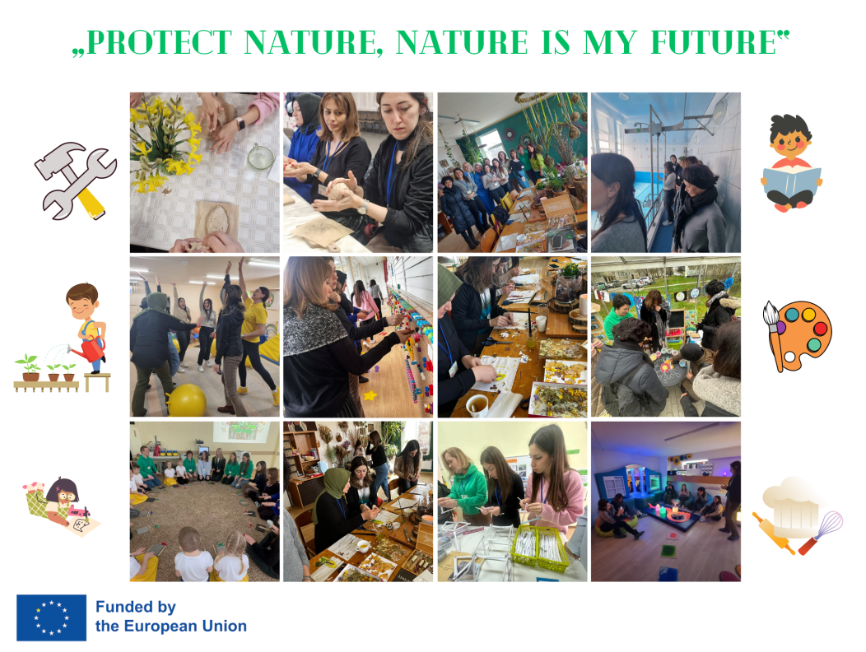 „PROTECT NATURE, NATURE IS MY FUTURE“
Funded by
the European Union